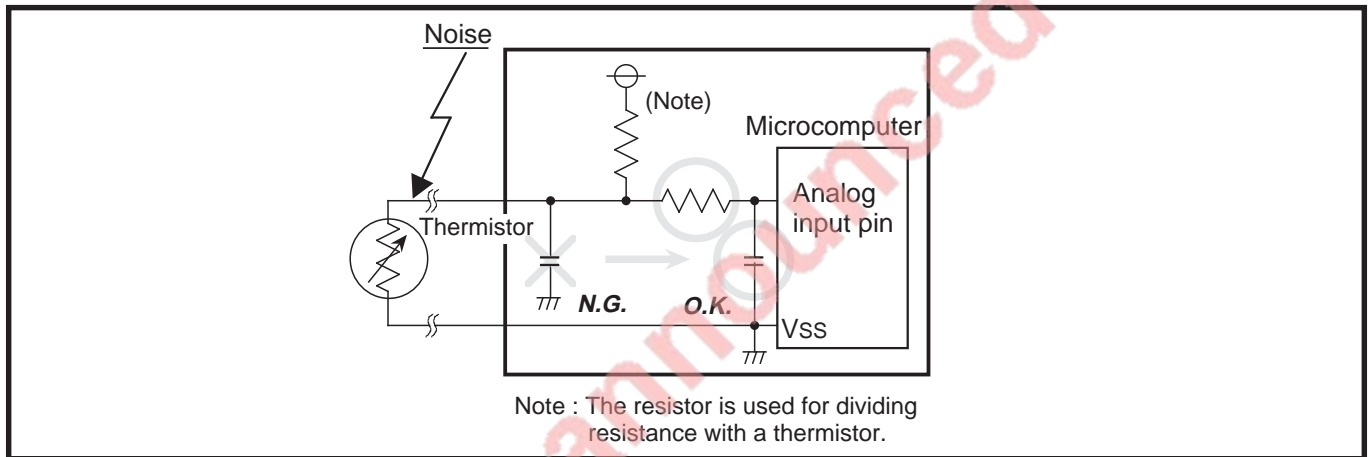 Noise
(Note)
Microcomputer
Analog
input pin
Thermistor
N.G.
O.K.
VSS
Note : The resistor is used for dividing
resistance with a thermistor.
announced